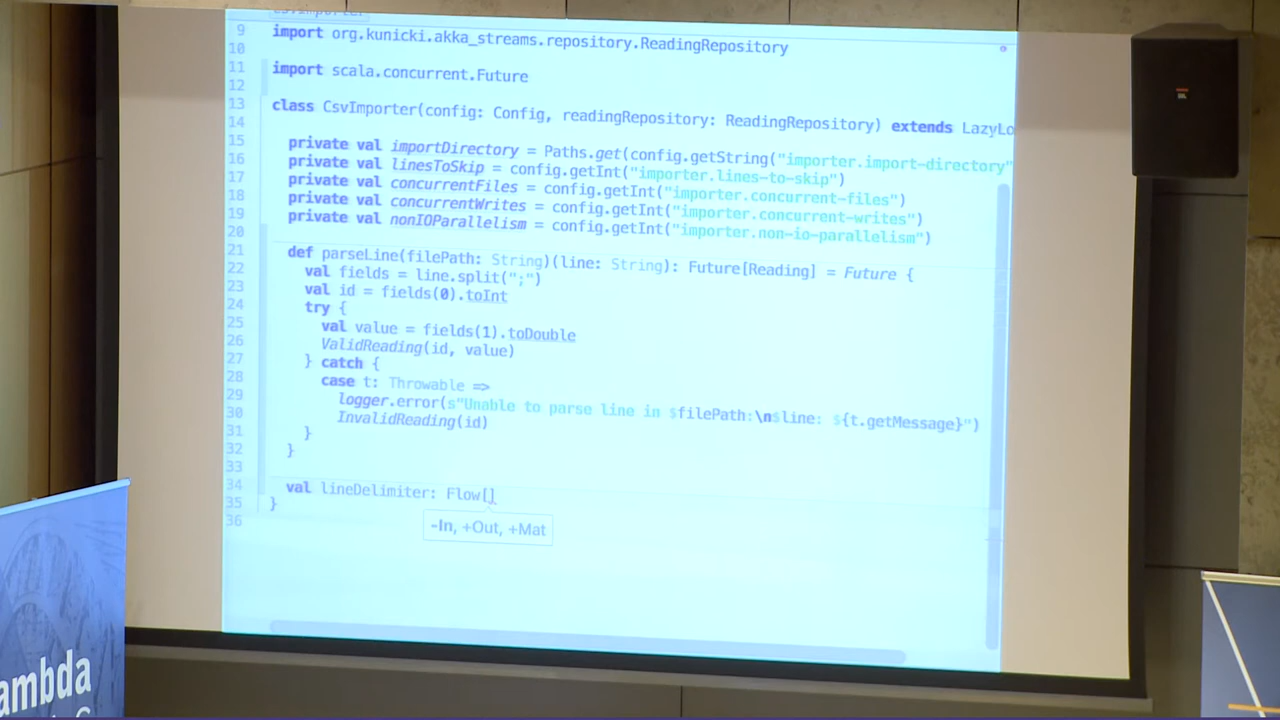 CsvImporter
9 import org.kunicki.akka_streams.repository.ReadingRepository
10
11 import scala.concurrent.Future
12
13 class CsvImporter(config: Config, readingRepository: ReadingRepository) extends LazyLo
14
15 private val importDirectory = Paths.get(config.getString("importer.import-directory"
16 private val linesToSkip = config.getInt("importer.lines-to-skip")
17 private val concurrentFiles = config.getInt("importer.concurrent-files")
18 private val concurrentWrites = config.getInt("importer.concurrent-writes")
19 private val nonIOParallelism = config.getInt("importer.non-io-parallelism")
20
21 def parseLine(filePath: String)(line: String): Future[Reading] = Future {
22 val fields = line.split(";")
23 val id = fields(0).toInt
24 try {
25 val value = fields(1).toDouble
26 ValidReading(id, value)
27 } catch {
28 case t: Throwable =>
29 logger.error(s"Unable to parse line in $filePath:\n$line: ${t.getMessage}")
30 InvalidReading(id)
31 }
32 }
33
34 val lineDelimiter: Flow[]
35 }
36
-In, +Out, +Mat
ambda